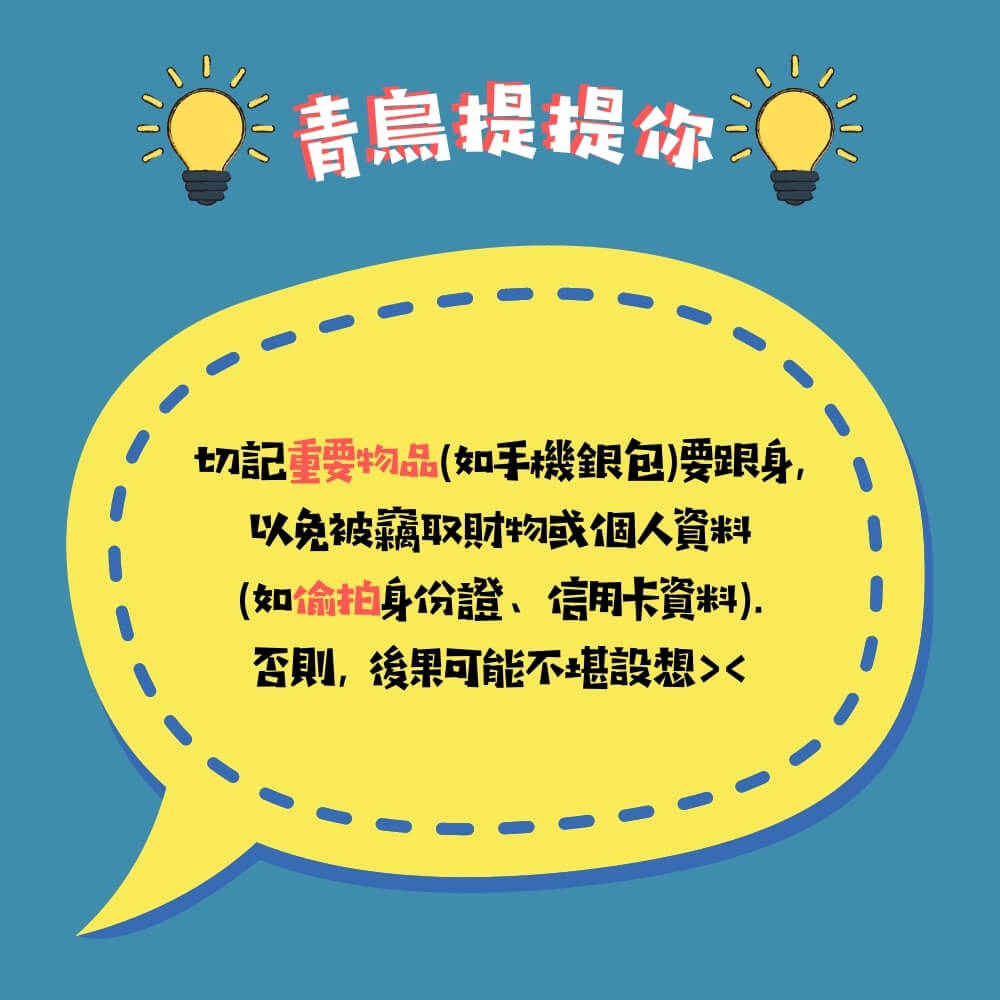 青鳥提提你
切記重要物品(如手機銀包)要跟身,
以免被竊取財物或個人資料
(如偷拍身份證、信用卡資料).
否則, 後果可能不堪設想><